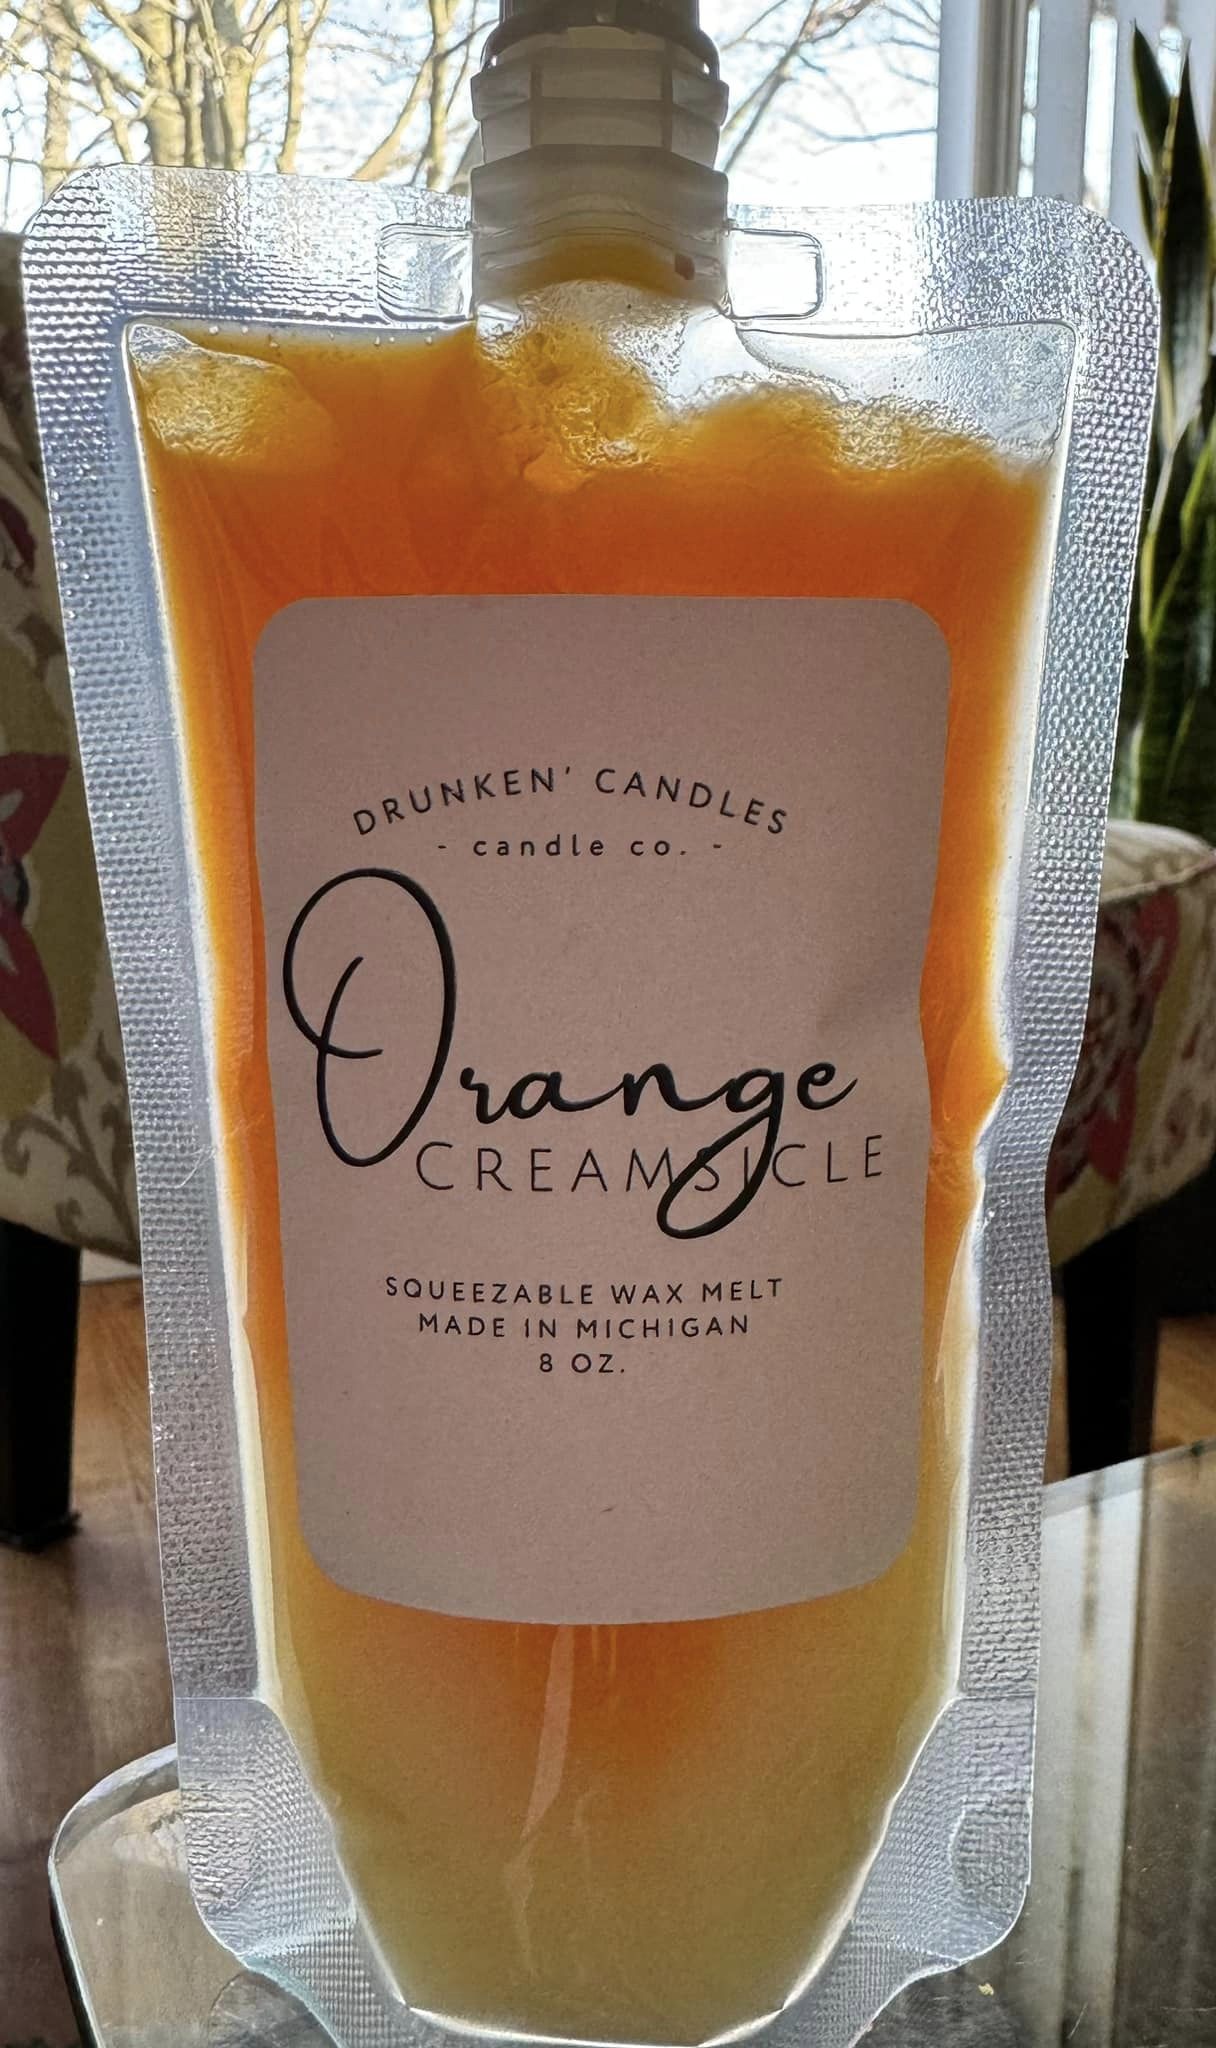 DRUNKEN' CANDLES
- candle co. -
Orange
CREAMSICLE
SQUEEZABLE WAX MELT
MADE IN MICHIGAN
8 OZ.